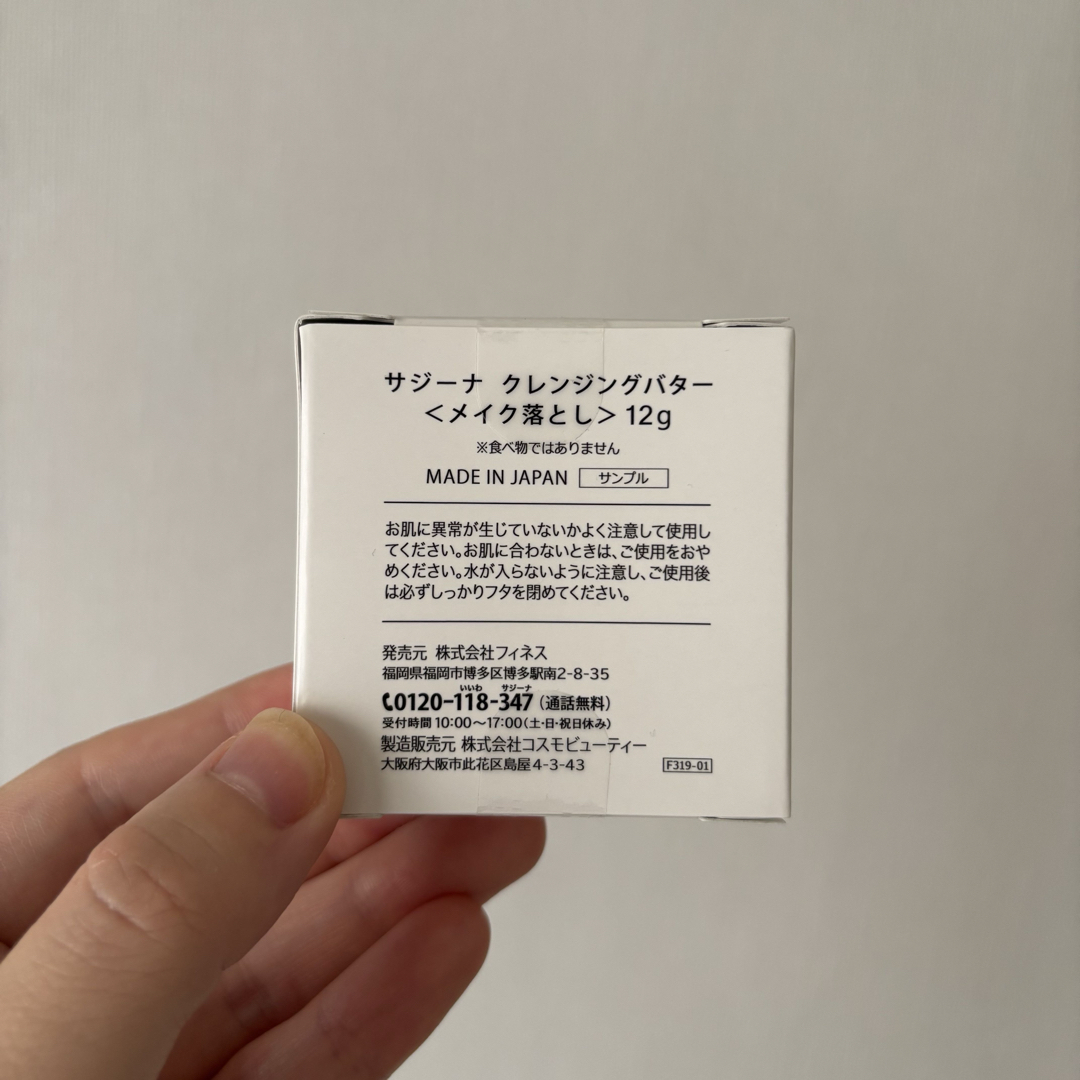 サジーナ クレンジングバター
＜メイク落とし＞12g
※食べ物ではありません
MADE IN JAPAN サンプル
お肌に異常が生じていないかよく注意して使用し
てください。お肌に合わないときは、ご使用をおや
めください。水が入らないように注意し、ご使用後
は必ずしっかりフタを閉めてください。
発売元 株式会社フィネス
福岡県福岡市博多区博多駅南2-8-35
いいわ サジーナ
0120-118-347（通話無料）
受付時間 10:00〜17:00（土・日・祝日休み）
製造販売元 株式会社コスモビューティー
大阪府大阪市此花区島屋4-3-43
F319-01